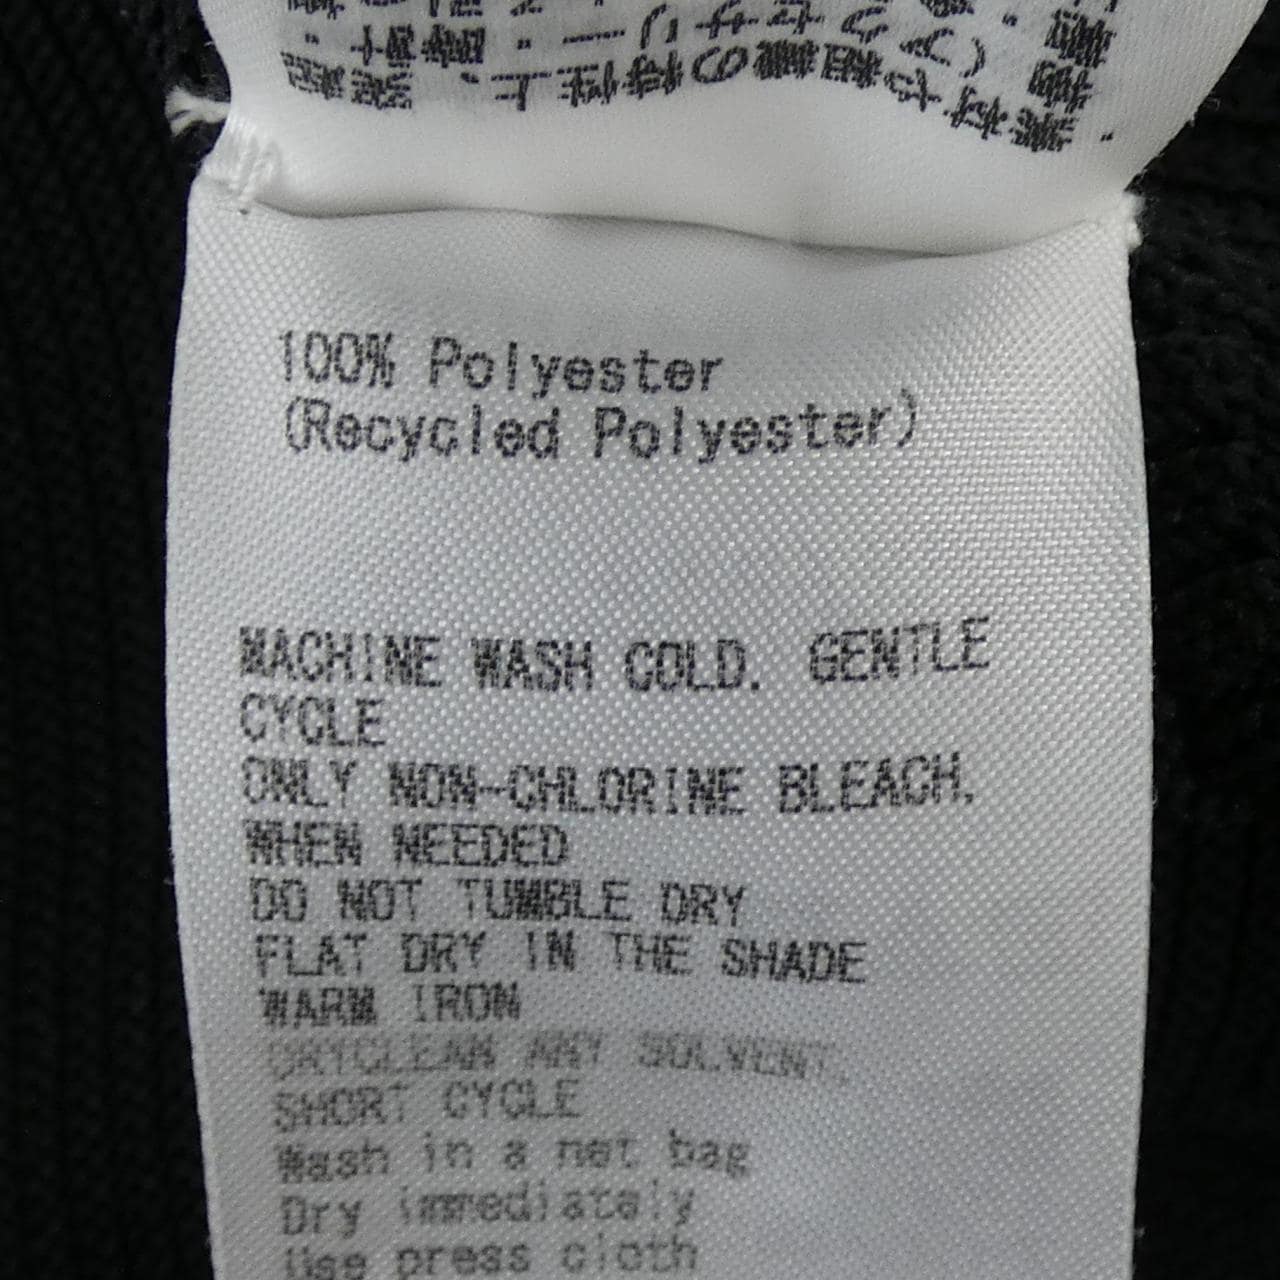 100% Polyester
(Recycled Polyester)
MACHINE WASH COLD. GENTLE
CYCLE
ONLY NON-CHLORINE BLEACH.
WHEN NEEDED
DO NOT TUMBLE DRY
FLAT DRY IN THE SHADE
WARM IRON
DRYCLEAN ANY SOLVENT.
SHORT CYCLE
Wash in a net bag
Dry immediately
Use press cloth